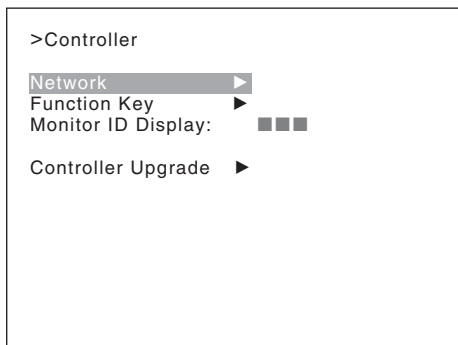 >Controller
Network ►
Function Key ►
Monitor ID Display: ■■■
Controller Upgrade ►